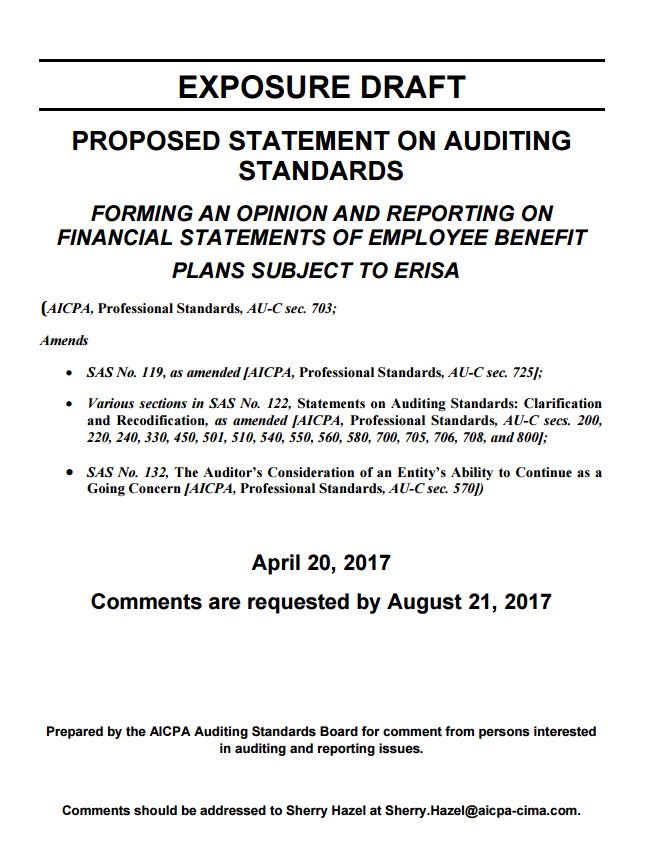 EXPOSURE DRAFT
PROPOSED STATEMENT ON AUDITING
STANDARDS
FORMING AN OPINION AND REPORTING ON
FINANCIAL STATEMENTS OF EMPLOYEE BENEFIT
PLANS SUBJECT TO ERISA
(AICPA, Professional Standards, AU-C sec. 703;
Amends
• SAS No. 119, as amended [AICPA, Professional Standards, AU-C sec. 725];
• Various sections in SAS No. 122, Statements on Auditing Standards: Clarification
and Recodification, as amended [AICPA, Professional Standards, AU-C secs. 200,
220, 240, 330, 450, 501, 510, 540, 550, 560, 580, 700, 705, 706, 708, and 800];
• SAS No. 132, The Auditor's Consideration of an Entity's Ability to Continue as a
Going Concern [AICPA, Professional Standards, AU-C sec. 570])
April 20, 2017
Comments are requested by August 21, 2017
Prepared by the AICPA Auditing Standards Board for comment from persons interested
in auditing and reporting issues.
Comments should be addressed to Sherry Hazel at Sherry.Hazel@aicpa-cima.com.